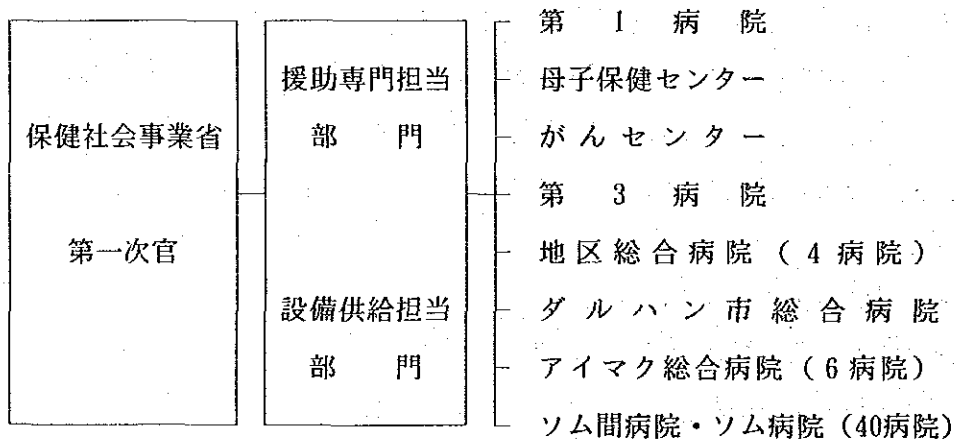 保健社会事業省
第一次官
援助専門担当
部門
設備供給担当
部門
第1病院
母子保健センター
がんセンター
第3病院
地区総合病院(4病院)
ダルハン市総合病院
アイマク総合病院(6病院)
ソム間病院・ソム病院(40病院)